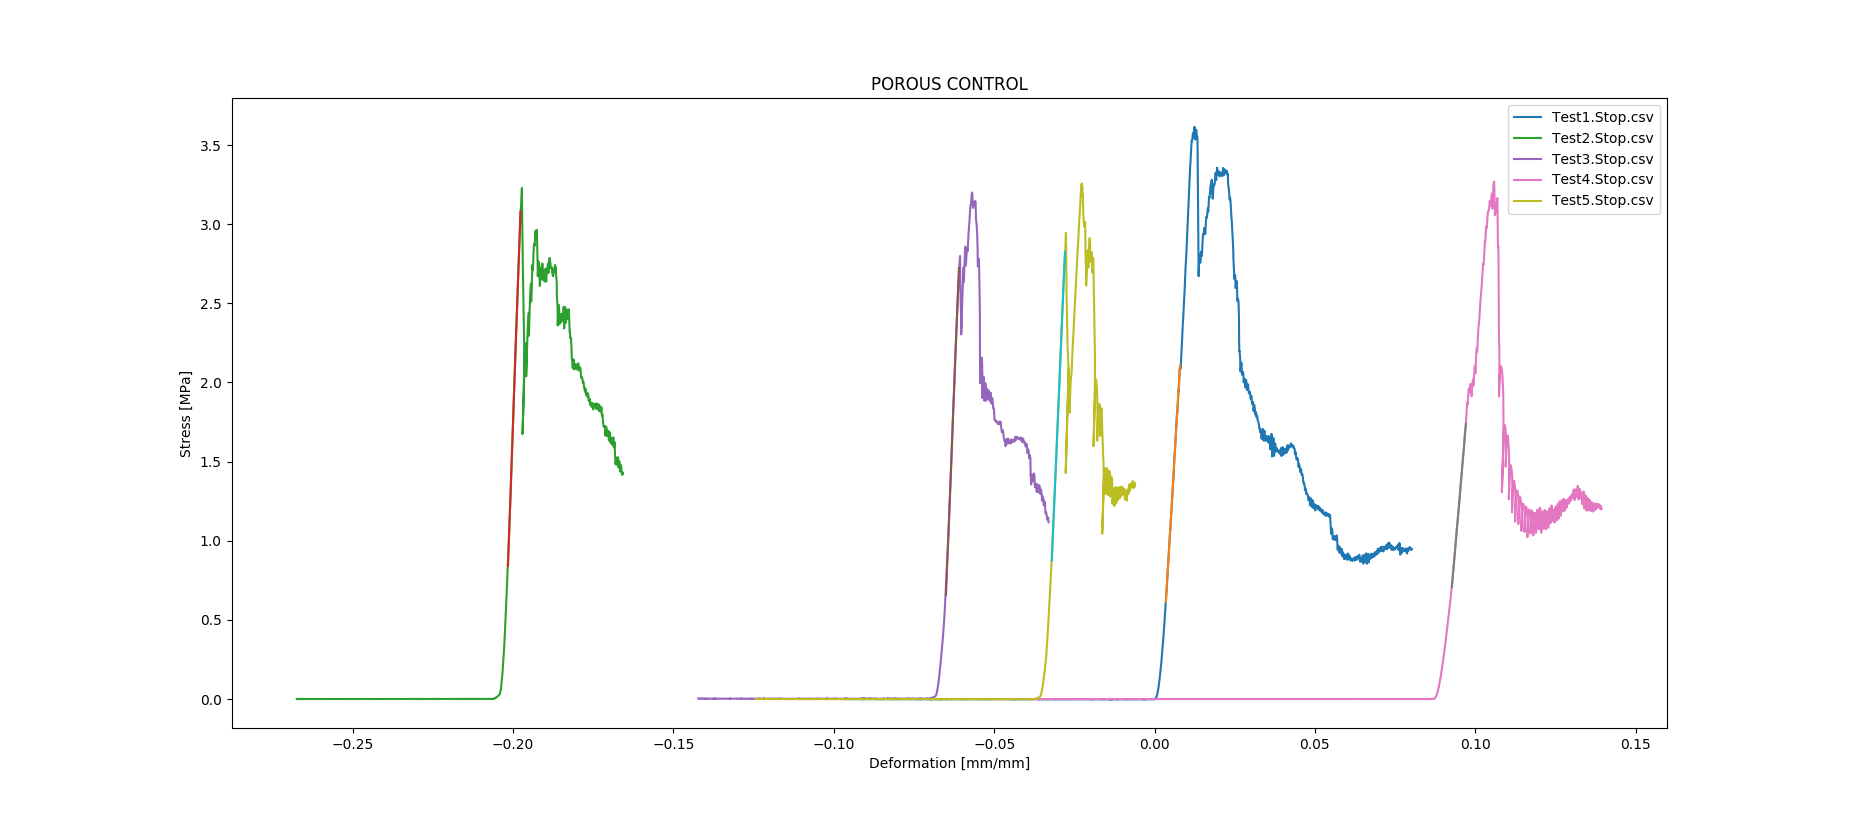 POROUS CONTROL
Test1.Stop.csv
Test2.Stop.csv
Test3.Stop.csv
Test4.Stop.csv
Test5.Stop.csv
Stress [MPa]
3.5
3.0
2.5
2.0
1.5
1.0
0.5
0.0
−0.25 −0.20 −0.15 −0.10 −0.05 0.00 0.05 0.10 0.15
Deformation [mm/mm]